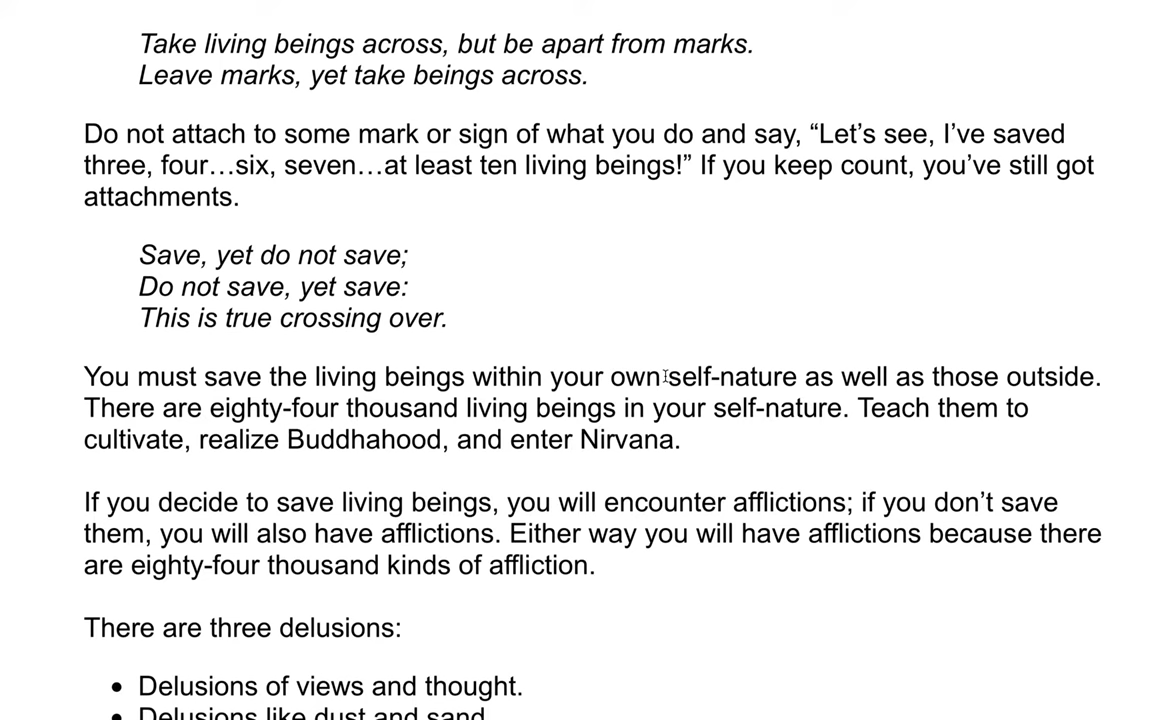 Take living beings across, but be apart from marks.
Leave marks, yet take beings across.
Do not attach to some mark or sign of what you do and say, “Let’s see, I’ve saved
three, four…six, seven…at least ten living beings!” If you keep count, you’ve still got
attachments.
Save, yet do not save;
Do not save, yet save:
This is true crossing over.
You must save the living beings within your own self-nature as well as those outside.
There are eighty-four thousand living beings in your self-nature. Teach them to
cultivate, realize Buddhahood, and enter Nirvana.
If you decide to save living beings, you will encounter afflictions; if you don’t save
them, you will also have afflictions. Either way you will have afflictions because there
are eighty-four thousand kinds of affliction.
There are three delusions:
• Delusions of views and thought.
• Delusions like dust and sand.